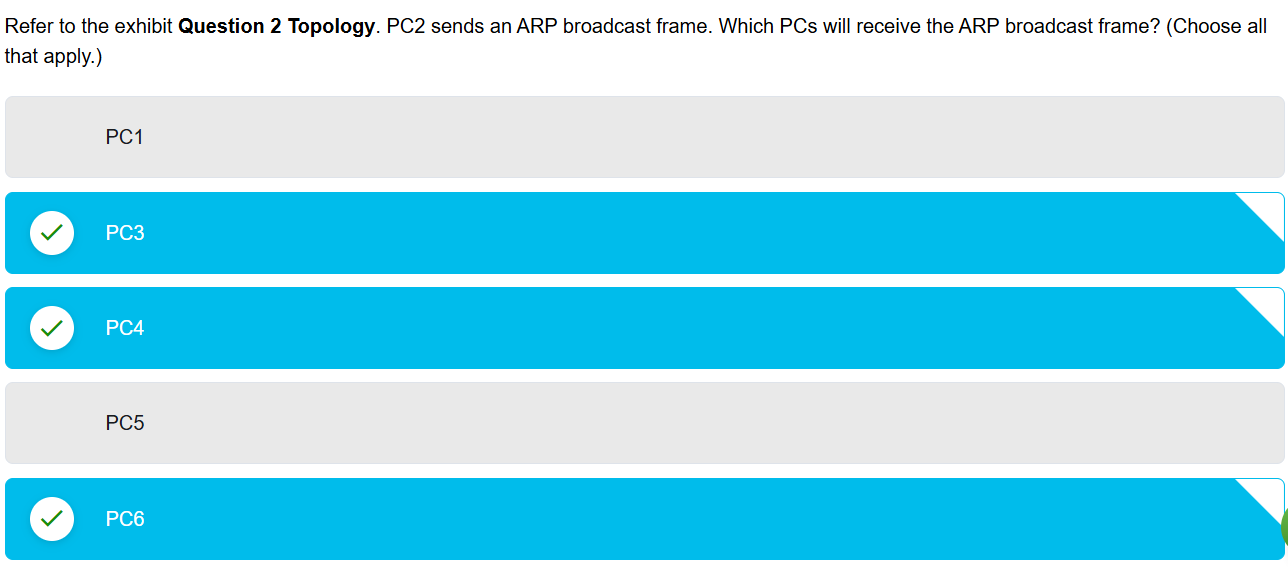 Refer to the exhibit Question 2 Topology. PC2 sends an ARP broadcast frame. Which PCs will receive the ARP broadcast frame? (Choose all
that apply.)
PC1
PC3
PC4
PC5
PC6